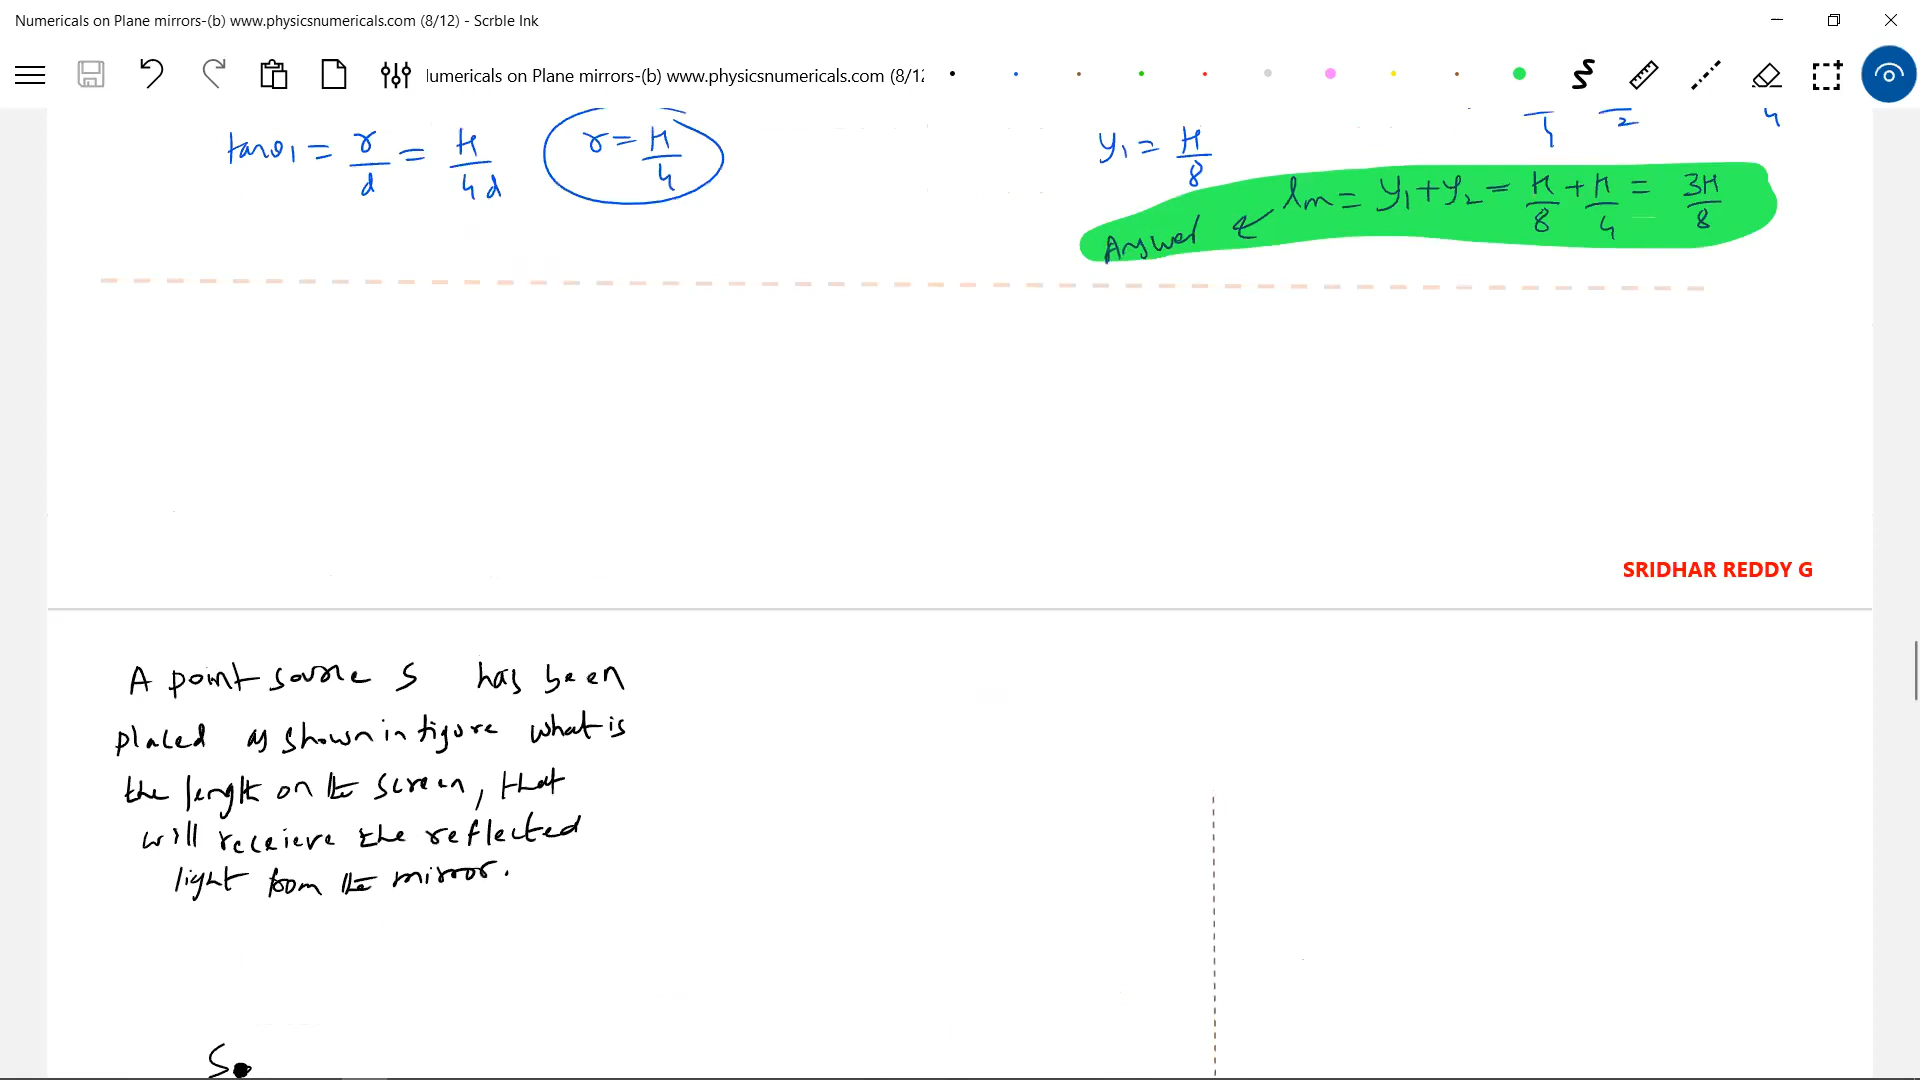 Numericals on Plane mirrors-(b) www.physicsnumericals.com (8/12) - Scrble Ink
umericals on Plane mirrors-(b) www.physicsnumericals.com (8/12
tanθ₁ = r/d = H/4d
r = H/4
y₁ = H/8
Answer ← lm = y₁+y₂ = H/8 + H/4 = 3H/8
SRIDHAR REDDY G
A point source S has been
placed as shown in figure what is
the length on the screen, that
will receieve the reflected
light from the mirror.
S